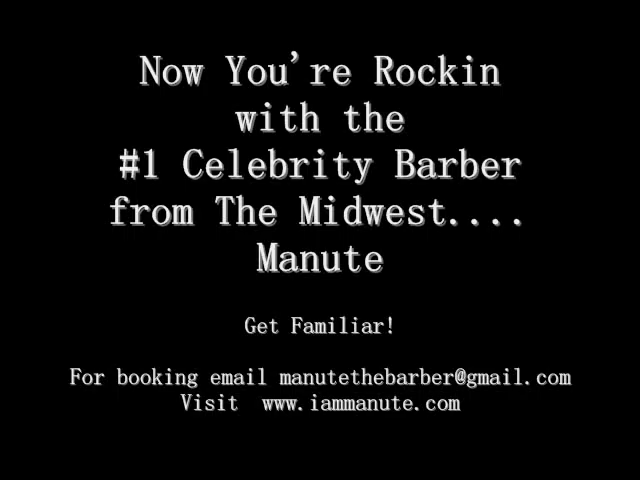 Now You're Rockin
with the
#1 Celebrity Barber
from The Midwest....
Manute
Get Familiar!
For booking email manutethebarber@gmail.com
Visit www.iammanute.com